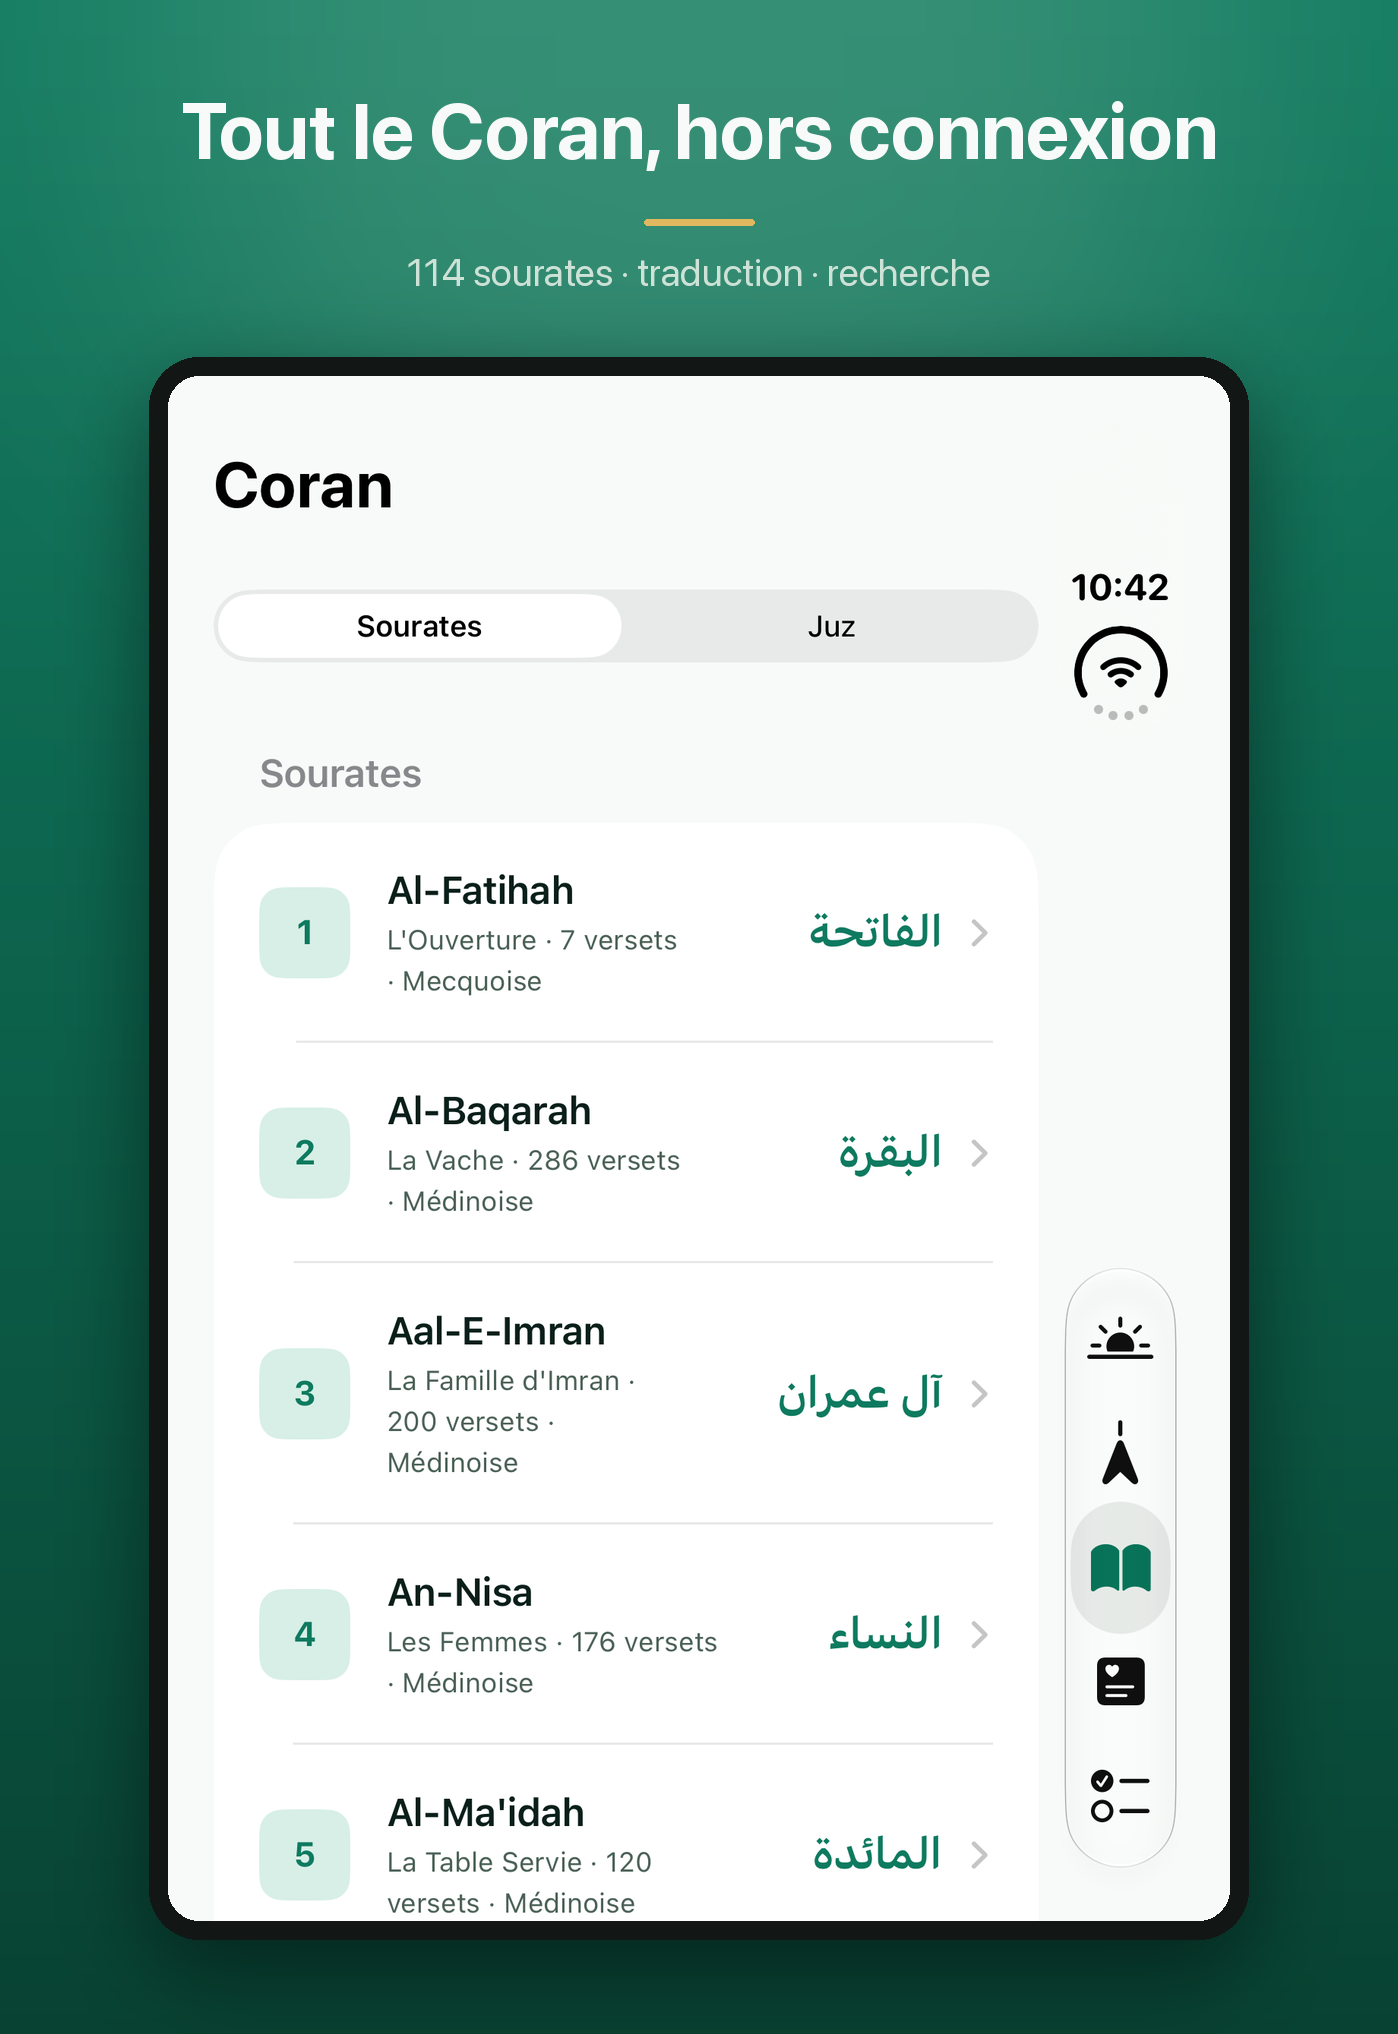 Tout le Coran, hors connexion
114 sourates · traduction · recherche
Coran
10:42
Sourates
Juz
Sourates
1
Al-Fatihah
L'Ouverture · 7 versets
· Mecquoise
الفاتحة
2
Al-Baqarah
La Vache · 286 versets
· Médinoise
البقرة
3
Aal-E-Imran
La Famille d'Imran ·
200 versets ·
Médinoise
آل عمران
4
An-Nisa
Les Femmes · 176 versets
· Médinoise
النساء
5
Al-Ma'idah
La Table Servie · 120
versets · Médinoise
المائدة